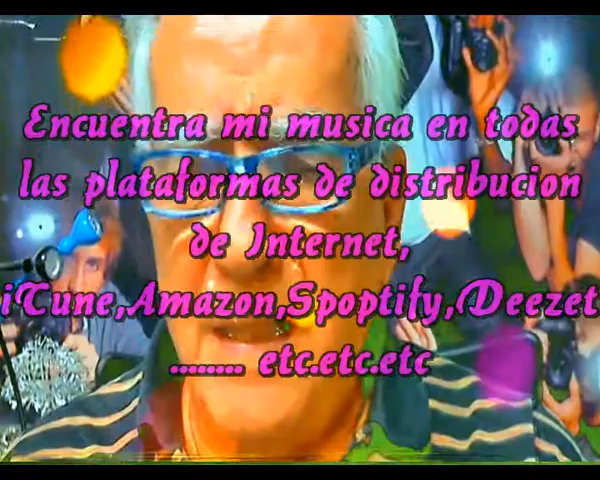 Encuentra mi musica en todas
las plataformas de distribucion
de Internet,
iTune,Amazon,Spoptify,Deezet
........ etc.etc.etc